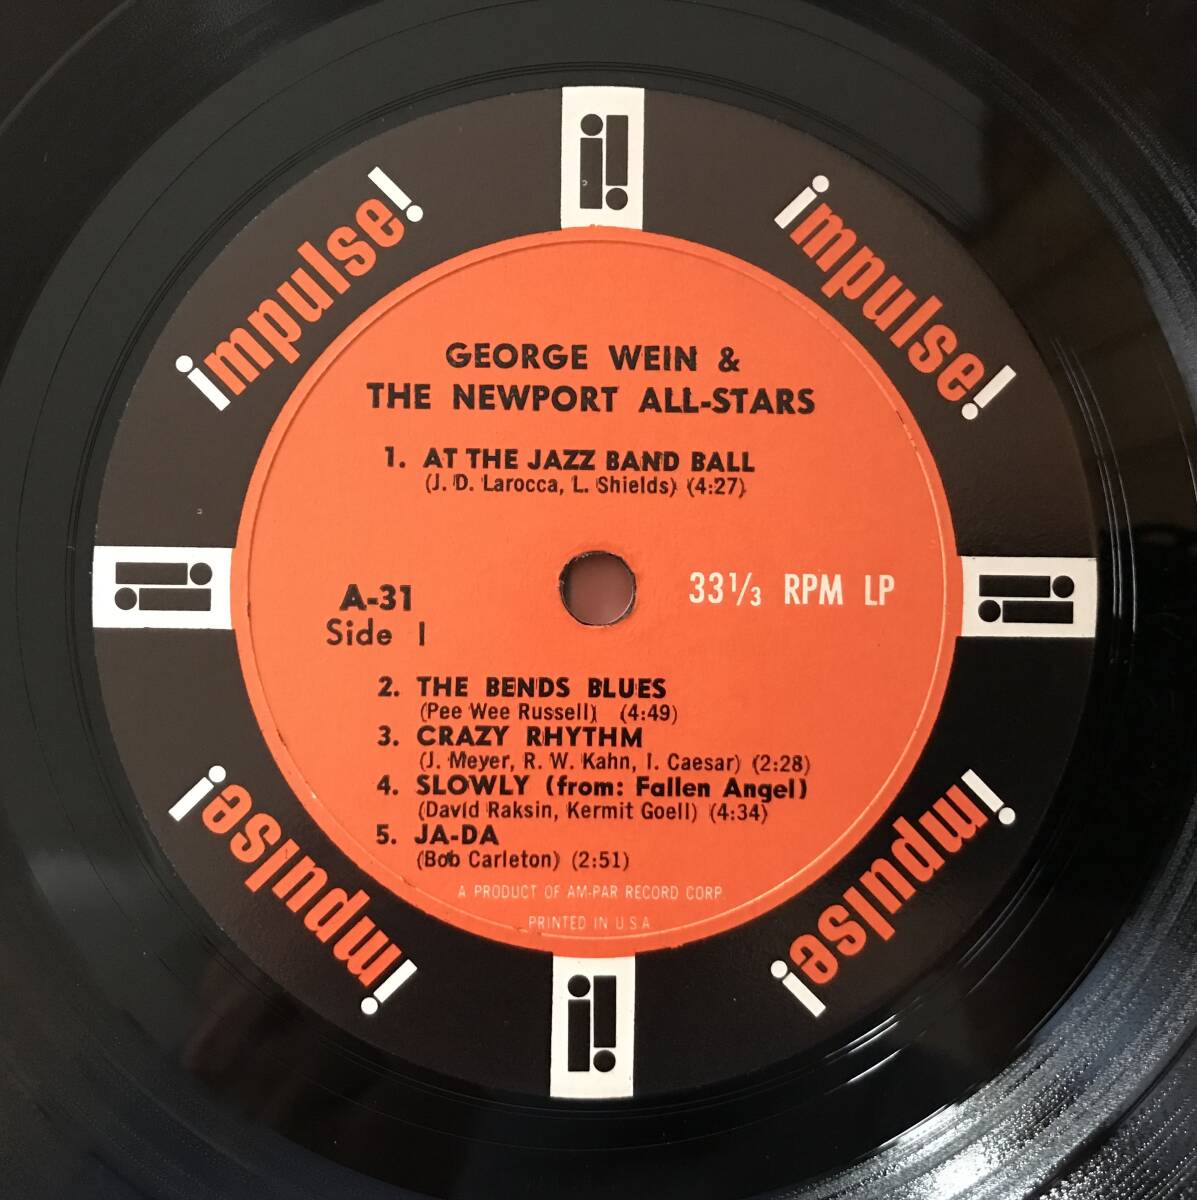 impulse!
impulse!
GEORGE WEIN &
THE NEWPORT ALL-STARS
1. AT THE JAZZ BAND BALL
(J. D. Larocca, L. Shields) (4:27)
A-31
Side 1
33 1/3 RPM LP
2. THE BENDS BLUES
(Pee Wee Russell) (4:49)
3. CRAZY RHYTHM
(J. Meyer, R. W. Kahn, I. Caesar) (2:28)
4. SLOWLY (from: Fallen Angel)
(David Raksin, Kermit Goell) (4:34)
5. JA-DA
(Bob Carleton) (2:51)
A PRODUCT OF AM-PAR RECORD CORP.
PRINTED IN U.S.A.
impulse!
impulse!